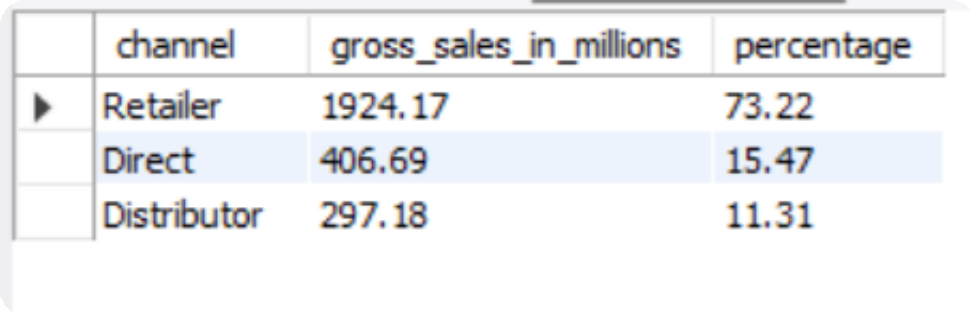 channel gross_sales_in_millions percentage
Retailer 1924.17 73.22
Direct 406.69 15.47
Distributor 297.18 11.31